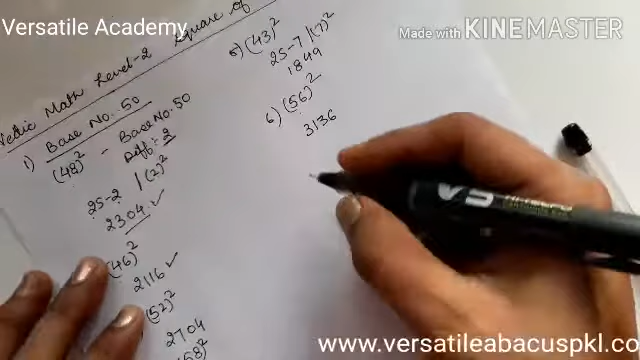 Versatile Academy
Made with KINEMASTER
Vedic Math Level-2 Square of
Base No. 50
1) (48)² - Base No. 50
Diff: 2
25-2 / (2)²
2304 ✓
(46)²
2116 ✓
(52)²
2704
(58)²
5) (43)²
25-7 / (7)²
1849
6) (56)²
3136
www.versatileabacuspkl.co